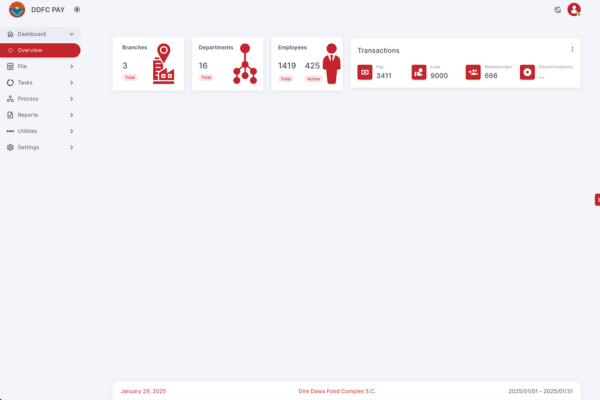 DDFC PAY
Dashboard
Overview
File
Tasks
Process
Reports
Utilities
Settings
Branches
3
Total
Departments
16
Total
Employees
1419 425
Total Active
Transactions
Pay
3411
Loan
9000
Memberships
666
Discontinuations
...
January 29, 2025
Dire Dawa Food Complex S.C.
2025/01/01 – 2025/01/31